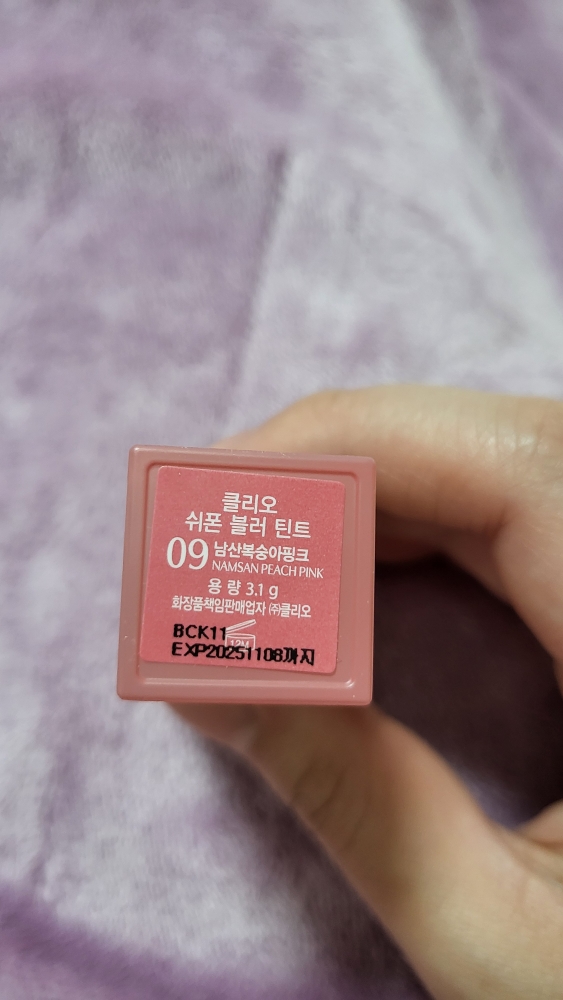 클리오
쉬폰 블러 틴트
09 남산복숭아핑크
NAMSAN PEACH PINK
용 량 3.1 g
화장품책임판매업자 ㈜클리오
BCK11
12M
EXP20251108까지